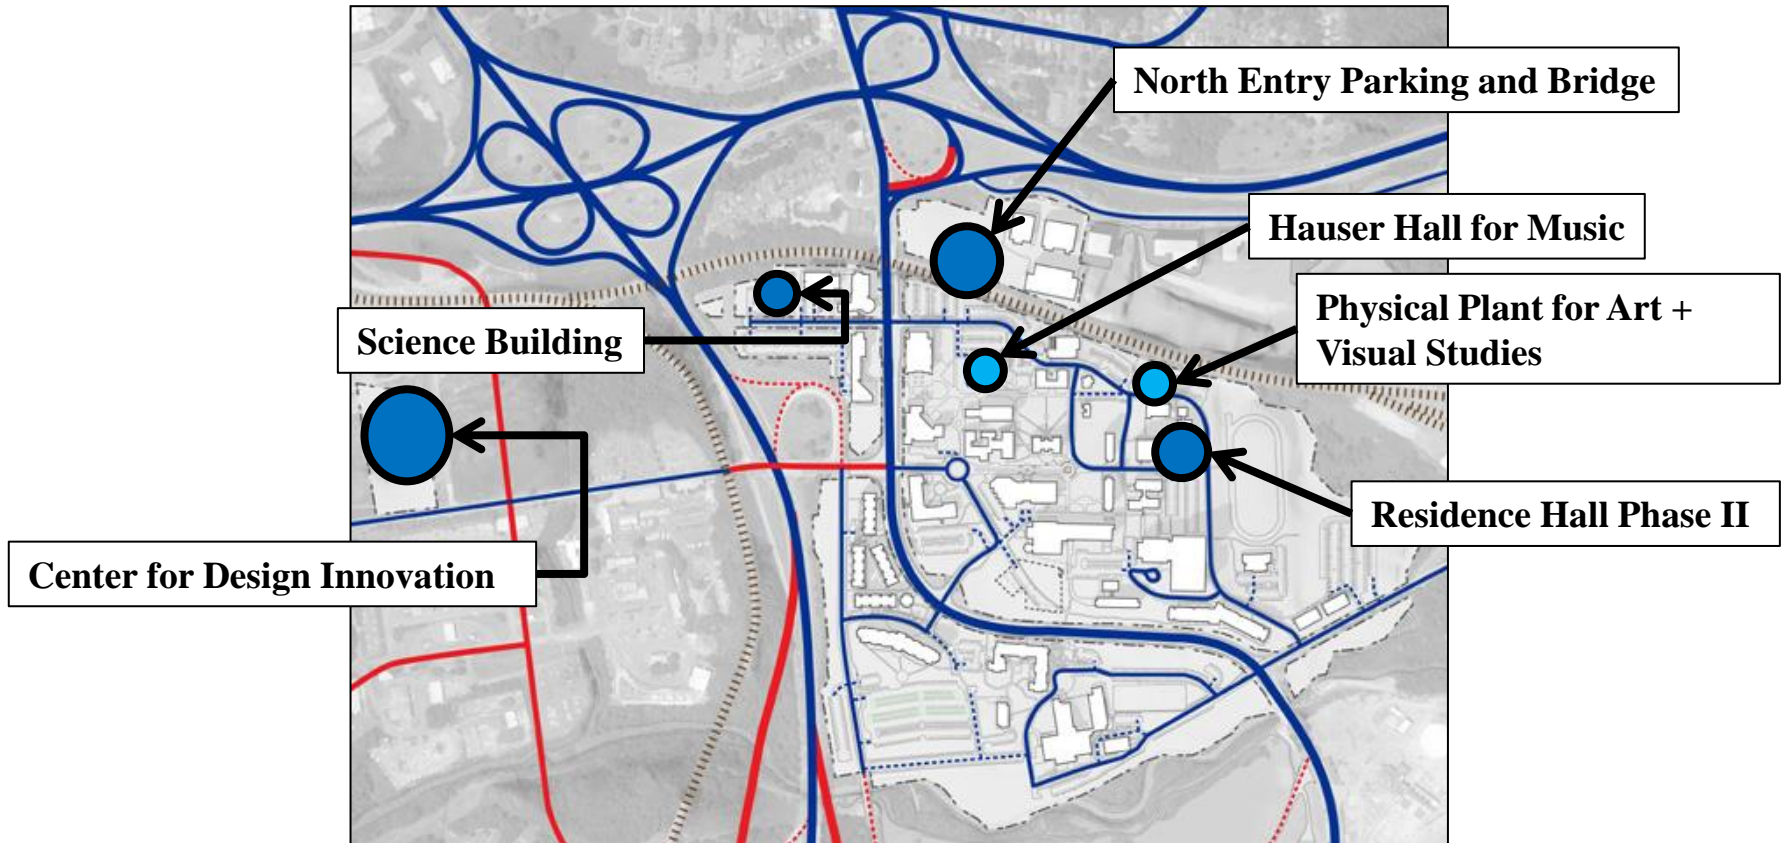 North Entry Parking and Bridge
Hauser Hall for Music
Physical Plant for Art +
Visual Studies
Science Building
Residence Hall Phase II
Center for Design Innovation